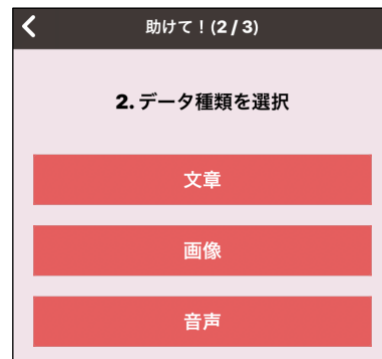 助けて！(2 / 3)
2. データ種類を選択
文章
画像
音声